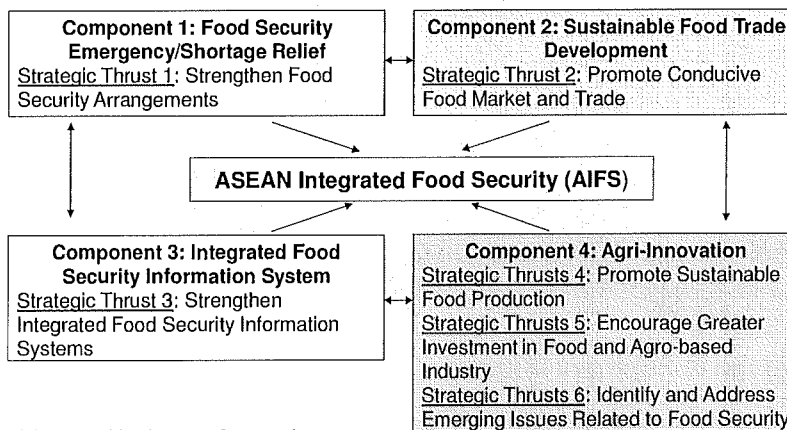 Component 1: Food Security
Emergency/Shortage Relief
Strategic Thrust 1: Strengthen Food
Security Arrangements
Component 2: Sustainable Food Trade
Development
Strategic Thrust 2: Promote Conducive
Food Market and Trade
ASEAN Integrated Food Security (AIFS)
Component 3: Integrated Food
Security Information System
Strategic Thrust 3: Strengthen
Integrated Food Security Information
Systems
Component 4: Agri-Innovation
Strategic Thrusts 4: Promote Sustainable
Food Production
Strategic Thrusts 5: Encourage Greater
Investment in Food and Agro-based
Industry
Strategic Thrusts 6: Identify and Address
Emerging Issues Related to Food Security